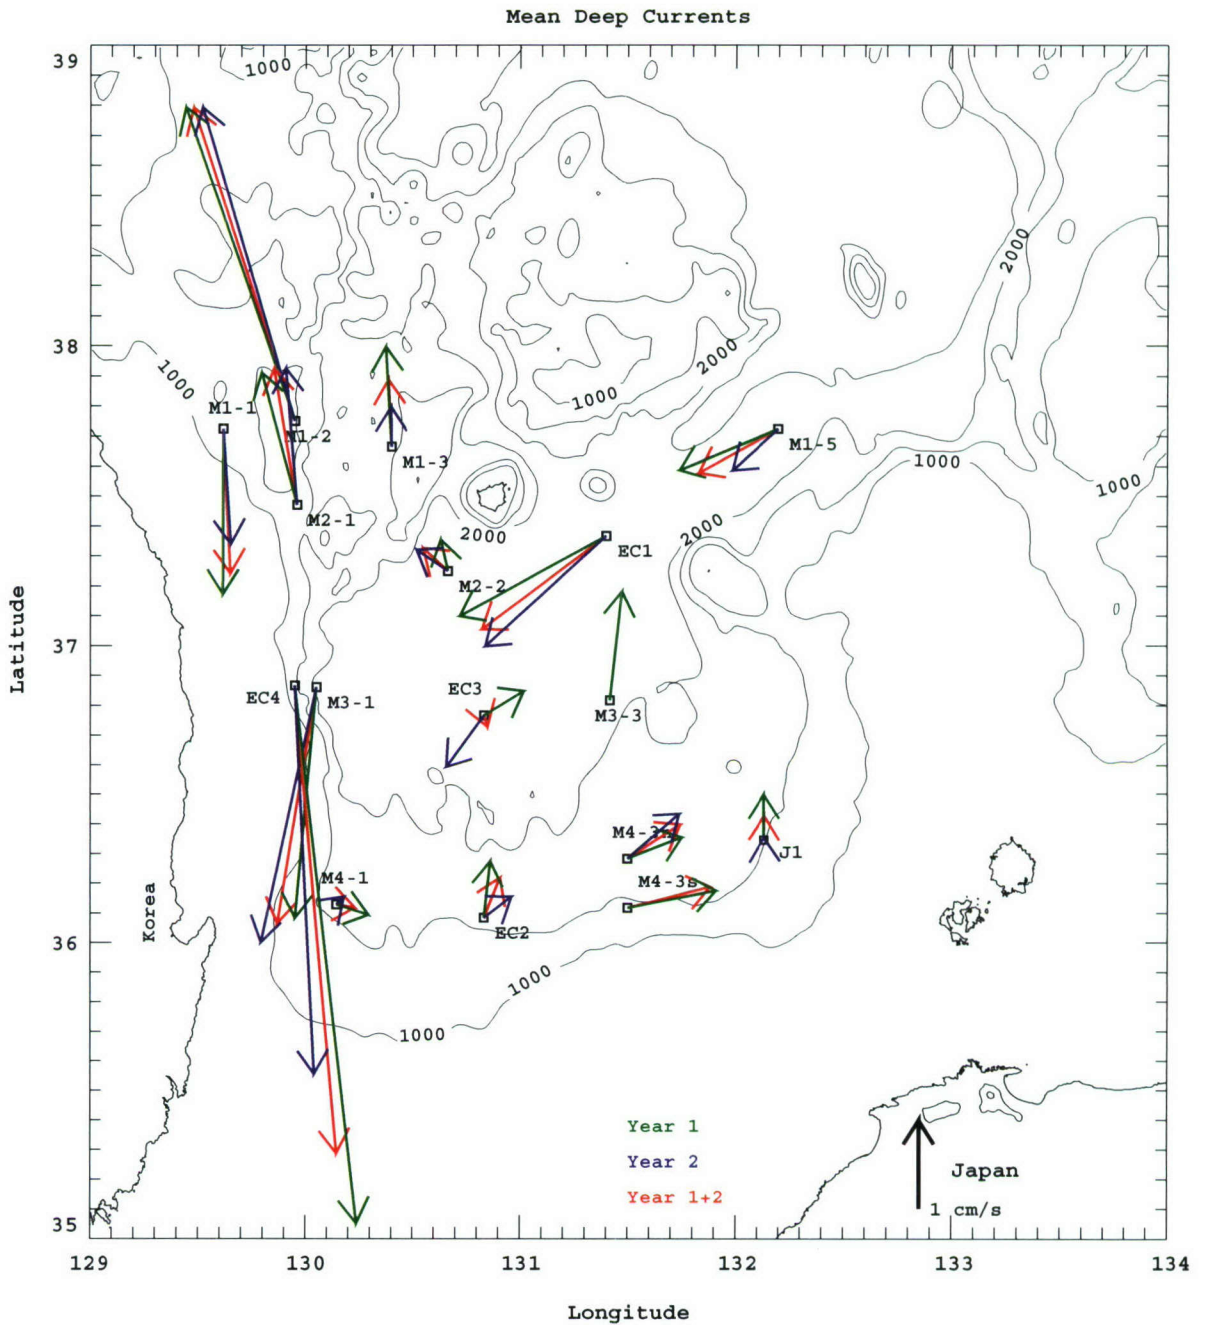 Mean Deep Currents
39
1000
2000
38
1000
2000
1000
M1-1
M1-2
M1-3
M1-5
1000
1000
M2-1
2000
2000
EC1
M2-2
Latitude
37
EC3
EC4
M3-1
M3-3
M4-3n
J1
M4-1
M4-3s
Korea
36
EC2
1000
1000
Year 1
Year 2
Japan
Year 1+2
1 cm/s
35
129
130
131
132
133
134
Longitude